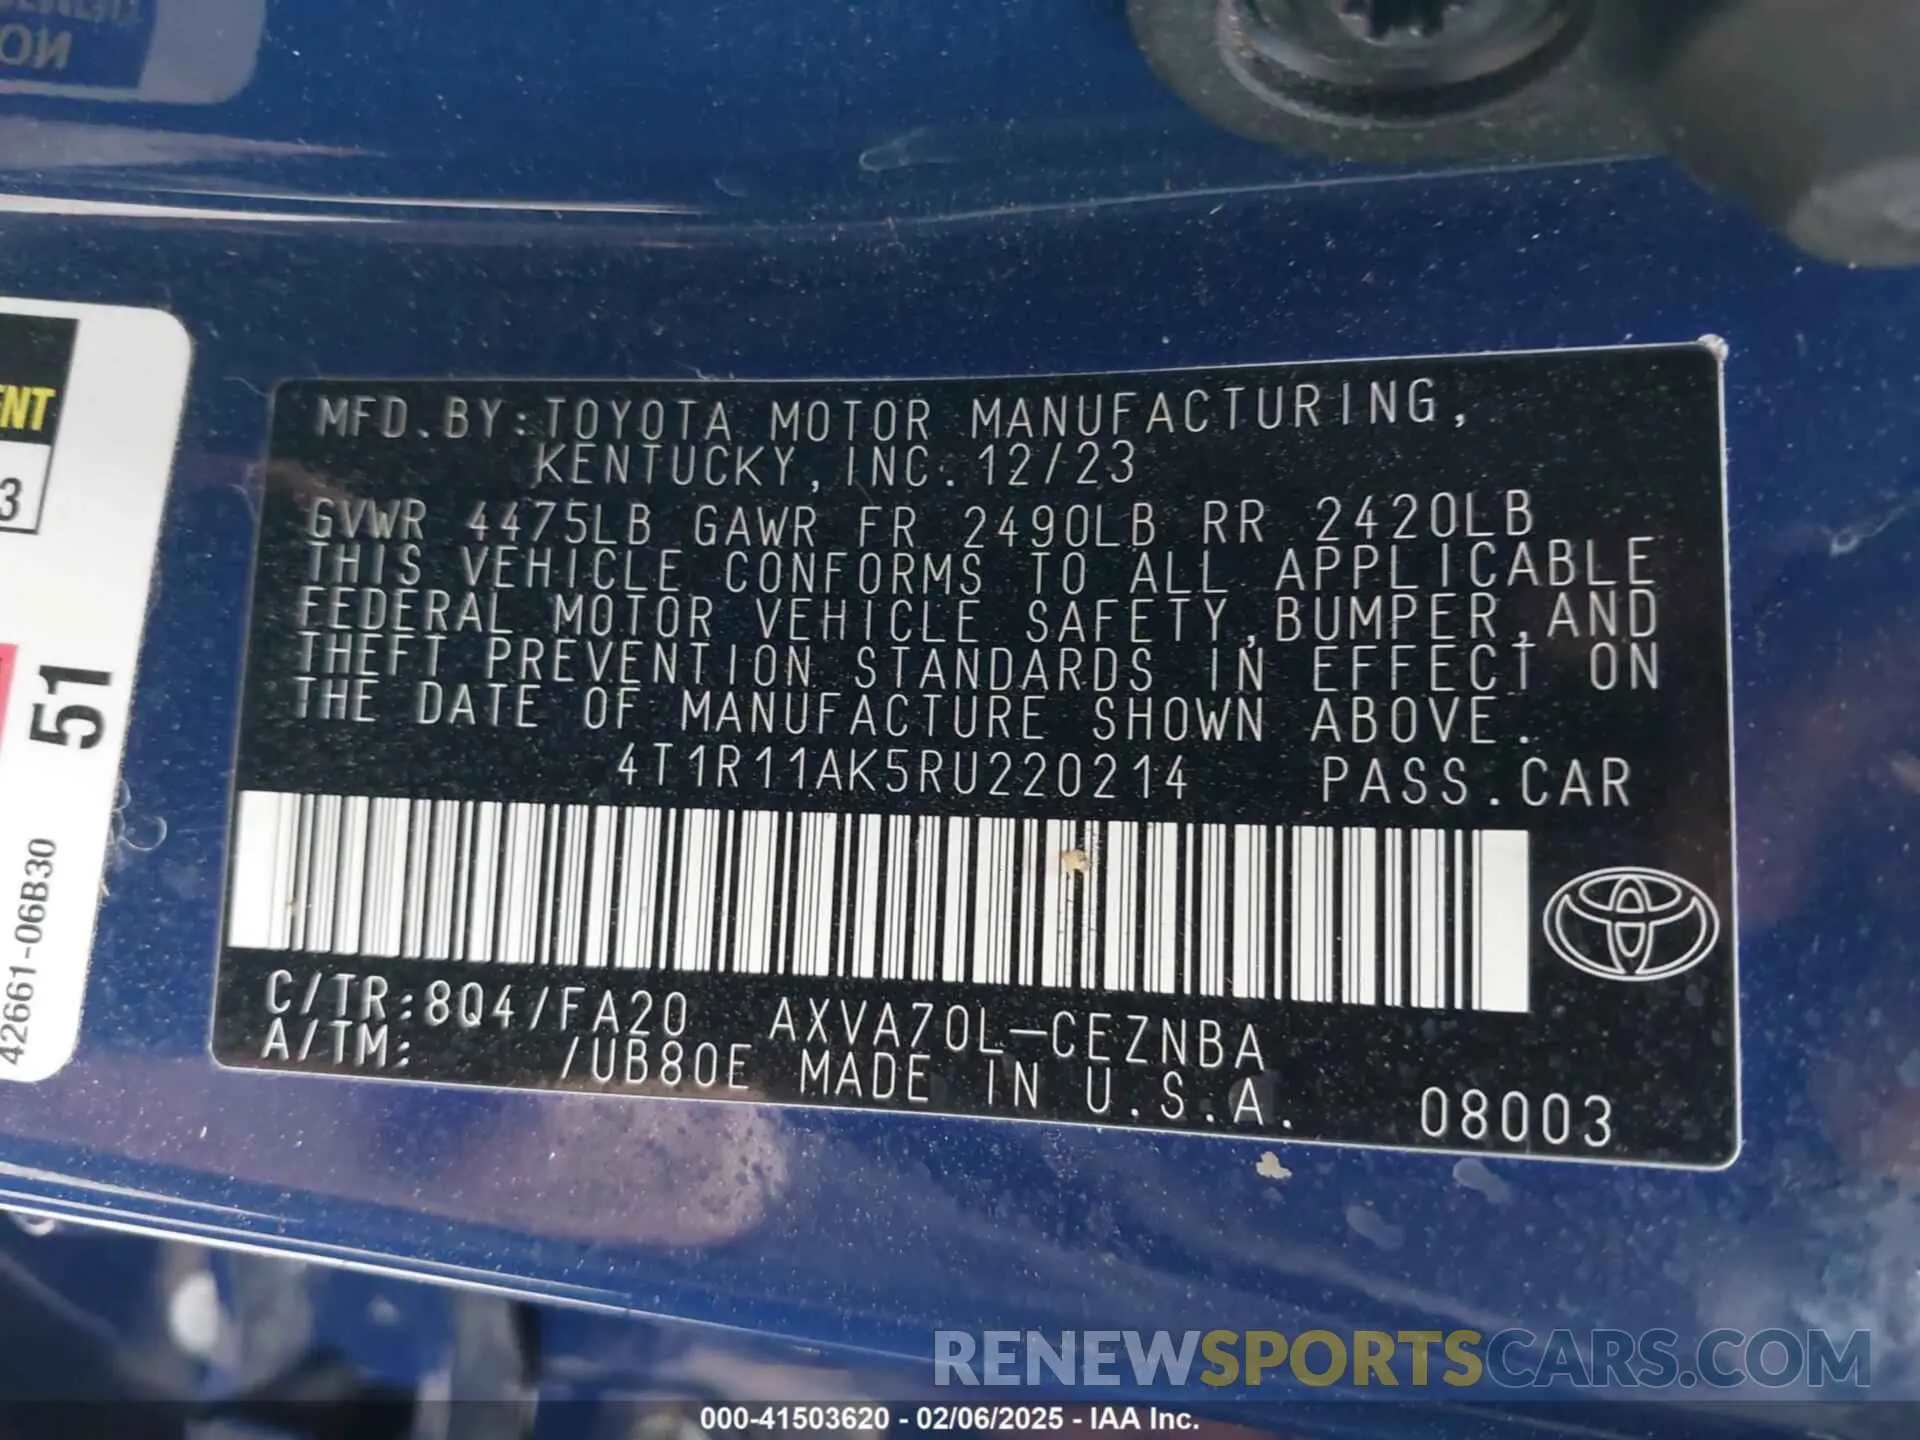 ON
ENT
3
51
42661-06B30
MFD.BY:TOYOTA MOTOR MANUFACTURING,
KENTUCKY,INC.12/23
GVWR 4475LB GAWR FR 2490LB RR 2420LB
THIS VEHICLE CONFORMS TO ALL APPLICABLE
FEDERAL MOTOR VEHICLE SAFETY,BUMPER,AND
THEFT PREVENTION STANDARDS IN EFFECT ON
THE DATE OF MANUFACTURE SHOWN ABOVE.
4T1R11AK5RU220214 PASS.CAR
C/TR:8Q4/FA20 AXVA70L-CEZNBA
A/TM: /UB80E MADE IN U.S.A.
08003
RENEWSPORTSCARS.COM
000-41503620 - 02/06/2025 - IAA Inc.